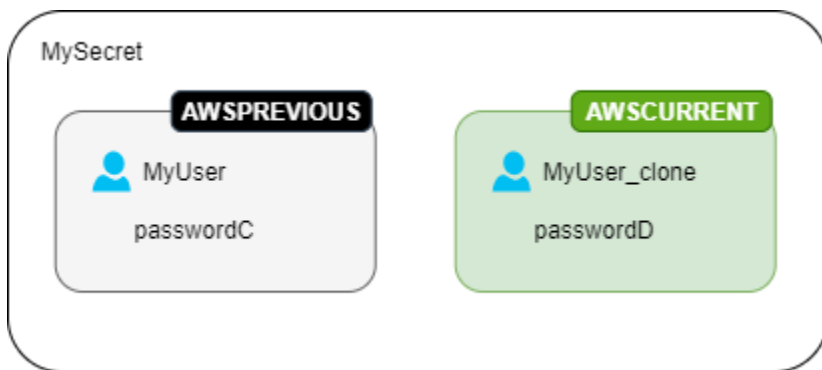 MySecret
AWSPREVIOUS
MyUser
passwordC
AWSCURRENT
MyUser_clone
passwordD